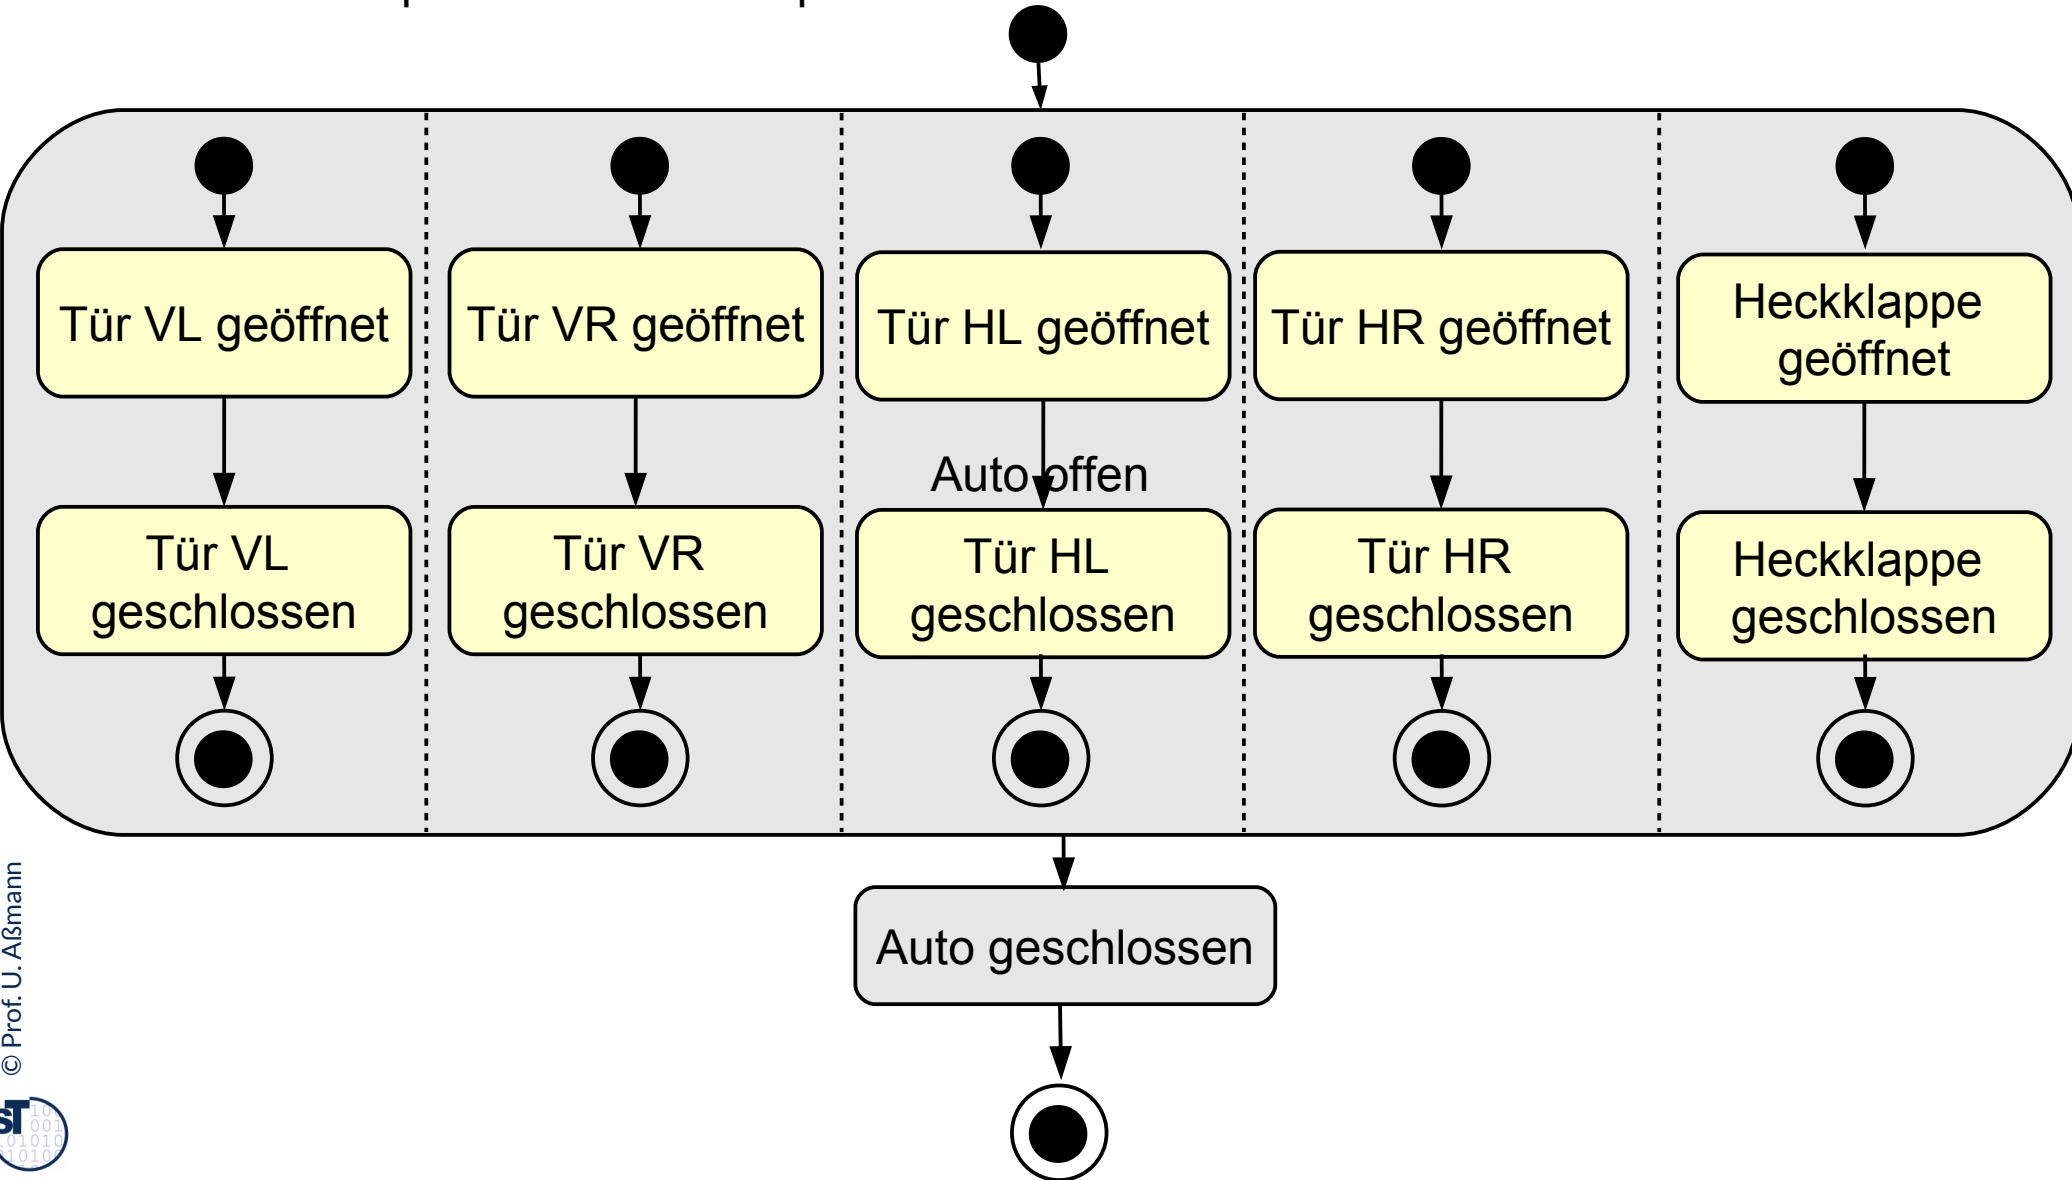 Tür VL geöffnet
Tür VR geöffnet
Tür HL geöffnet
Tür HR geöffnet
Heckklappe
geöffnet
Auto offen
Tür VL
geschlossen
Tür VR
geschlossen
Tür HL
geschlossen
Tür HR
geschlossen
Heckklappe
geschlossen
Auto geschlossen
© Prof. U. Aßmann
sT